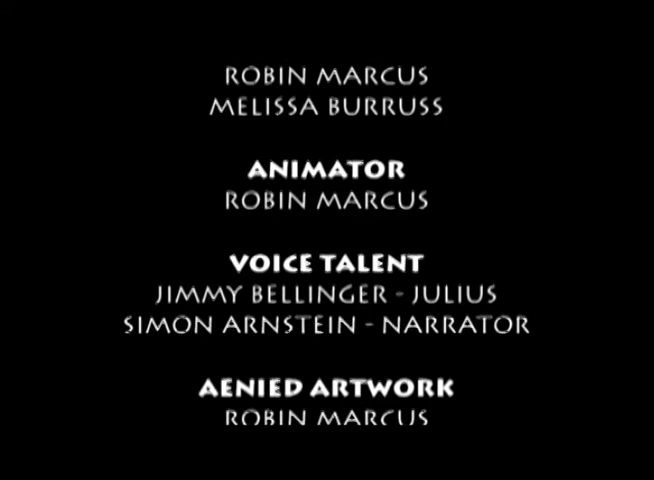 ROBIN MARCUS
MELISSA BURRUSS
ANIMATOR
ROBIN MARCUS
VOICE TALENT
JIMMY BELLINGER - JULIUS
SIMON ARNSTEIN - NARRATOR
AENIED ARTWORK
ROBIN MARCUS